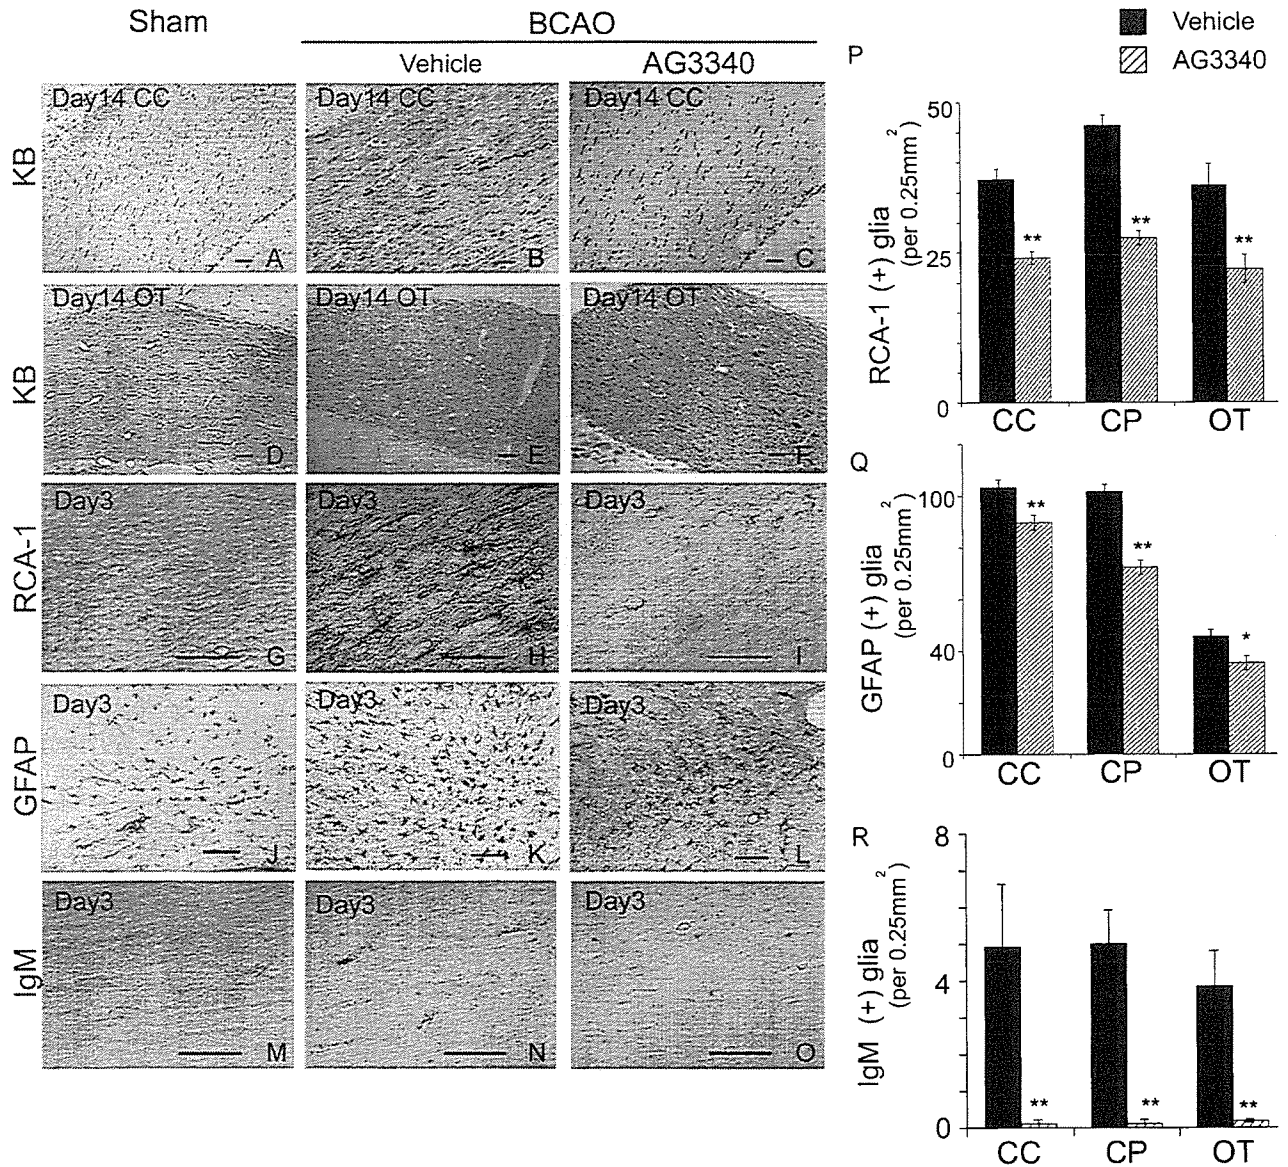 Sham
BCAO
Vehicle
AG3340
KB
Day14 CC
A
Day14 CC
B
Day14 CC
C
KB
Day14 OT
D
Day14 OT
E
Day14 OT
F
RCA-1
Day3
G
Day3
H
Day3
I
GFAP
Day3
J
Day3
K
Day3
L
IgM
Day3
M
Day3
N
Day3
O
Vehicle
AG3340
P
RCA-1 (+) glia
(per 0.25mm²)
50
25
0
** ** **
CC CP OT
Q
GFAP (+) glia
(per 0.25mm²)
100
40
0
** ** *
CC CP OT
R
IgM (+) glia
(per 0.25mm²)
8
4
0
** ** **
CC CP OT